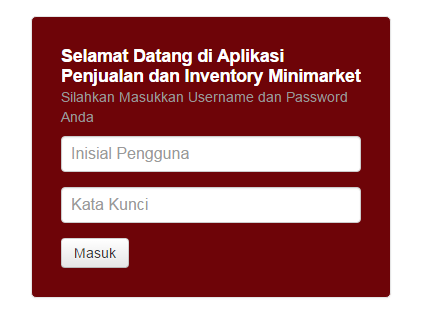 Selamat Datang di Aplikasi
Penjualan dan Inventory Minimarket
Silahkan Masukkan Username dan Password
Anda
Inisial Pengguna
Kata Kunci
Masuk